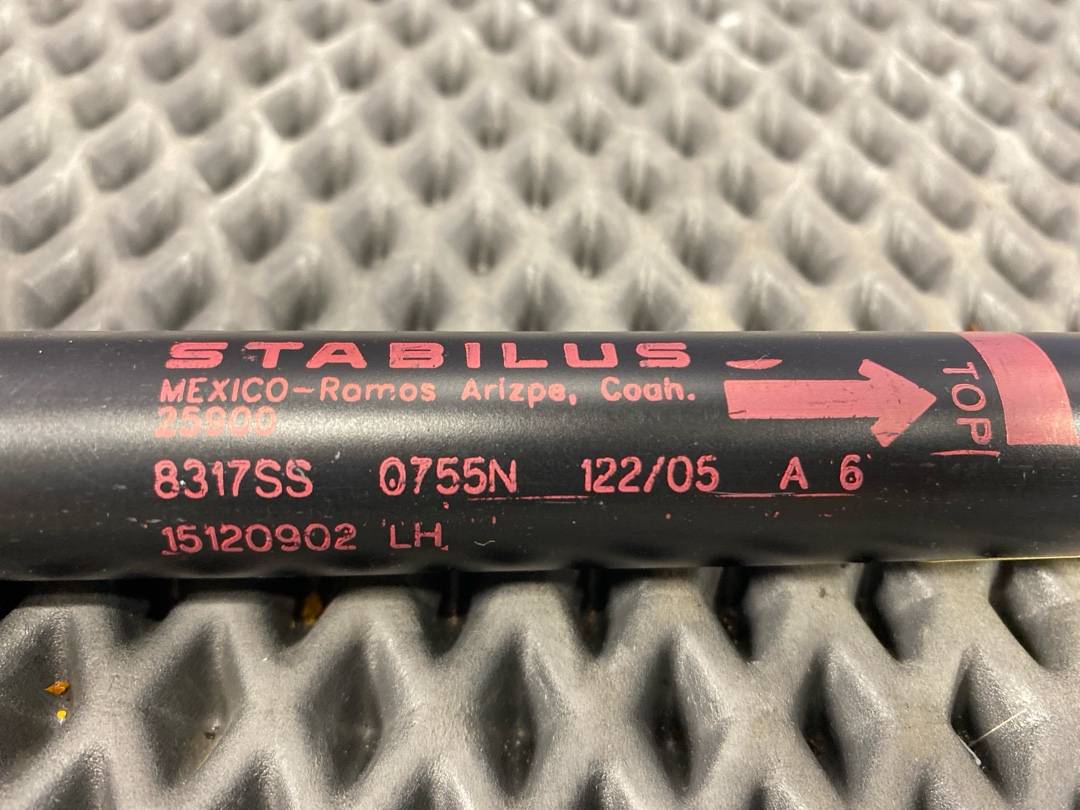 STABILUS
MEXICO-Ramos Arizpe, Coah.
25900
8317SS 0755N 122/05 A 6
15120902 LH
TOP